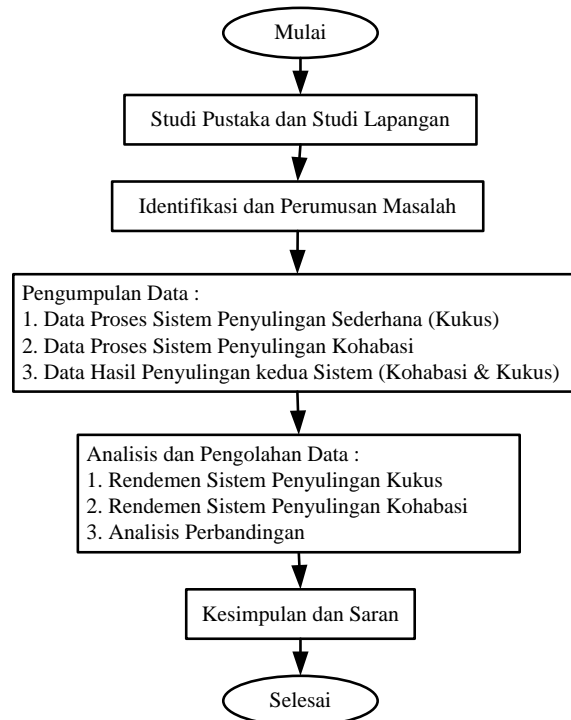 Mulai
Studi Pustaka dan Studi Lapangan
Identifikasi dan Perumusan Masalah
Pengumpulan Data :
1. Data Proses Sistem Penyulingan Sederhana (Kukus)
2. Data Proses Sistem Penyulingan Kohabasi
3. Data Hasil Penyulingan kedua Sistem (Kohabasi & Kukus)
Analisis dan Pengolahan Data :
1. Rendemen Sistem Penyulingan Kukus
2. Rendemen Sistem Penyulingan Kohabasi
3. Analisis Perbandingan
Kesimpulan dan Saran
Selesai